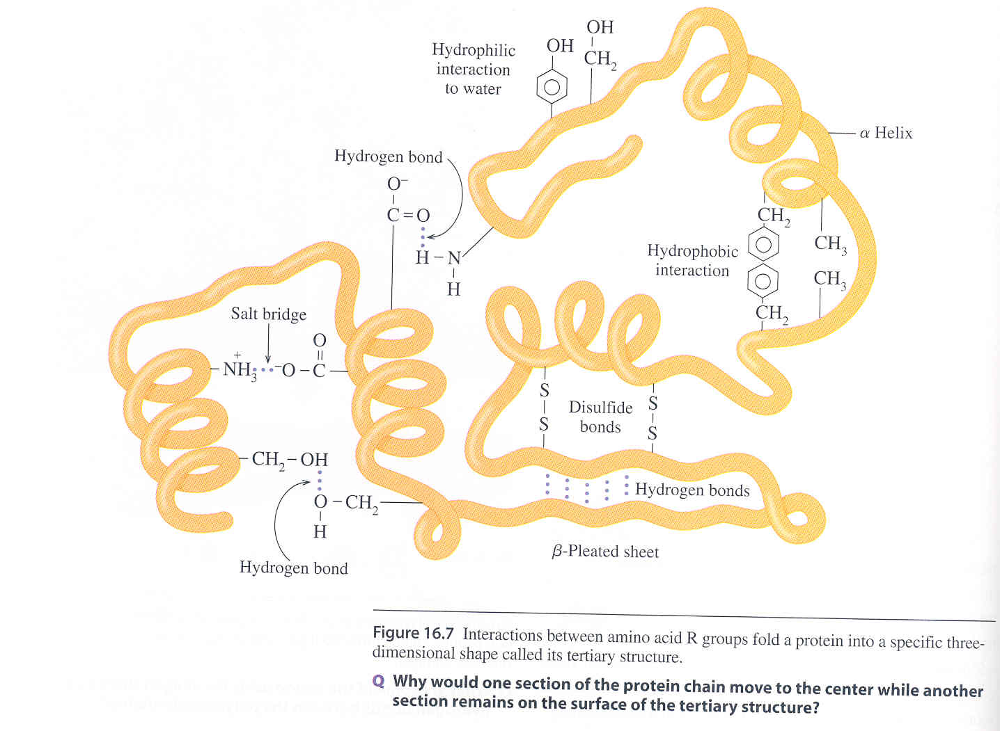 OH
OH
CH₂
Hydrophilic
interaction
to water
α Helix
Hydrogen bond
O⁻
C=O
H–N
H
CH₂
CH₃
Hydrophobic
interaction
CH₃
CH₂
Salt bridge
O
+
NH₃ ⁻O–C
S
S
Disulfide
bonds
S
S
CH₂–OH
O–CH₂
H
Hydrogen bonds
Hydrogen bond
β-Pleated sheet
Figure 16.7 Interactions between amino acid R groups fold a protein into a specific three-
dimensional shape called its tertiary structure.
Q Why would one section of the protein chain move to the center while another
section remains on the surface of the tertiary structure?